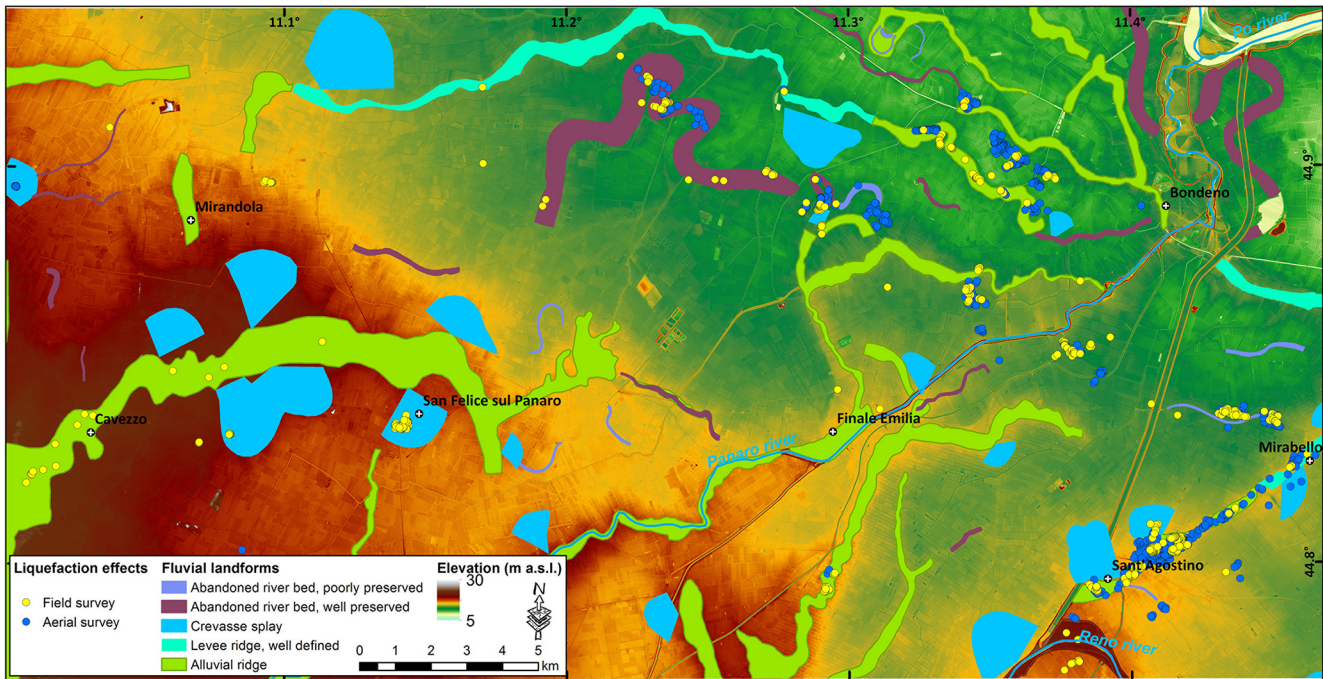 11.1°
11.2°
11.3°
11.4°
Po river
44.9°
Mirandola
Bondeno
San Felice sul Panaro
Cavezzo
Finale Emilia
Panaro river
Mirabello
Sant'Agostino
44.8°
Reno river
Liquefaction effects
Field survey
Aerial survey
Fluvial landforms
Abandoned river bed, poorly preserved
Abandoned river bed, well preserved
Crevasse splay
Levee ridge, well defined
Alluvial ridge
Elevation (m a.s.l.)
30
5
N
0 1 2 3 4 5
km